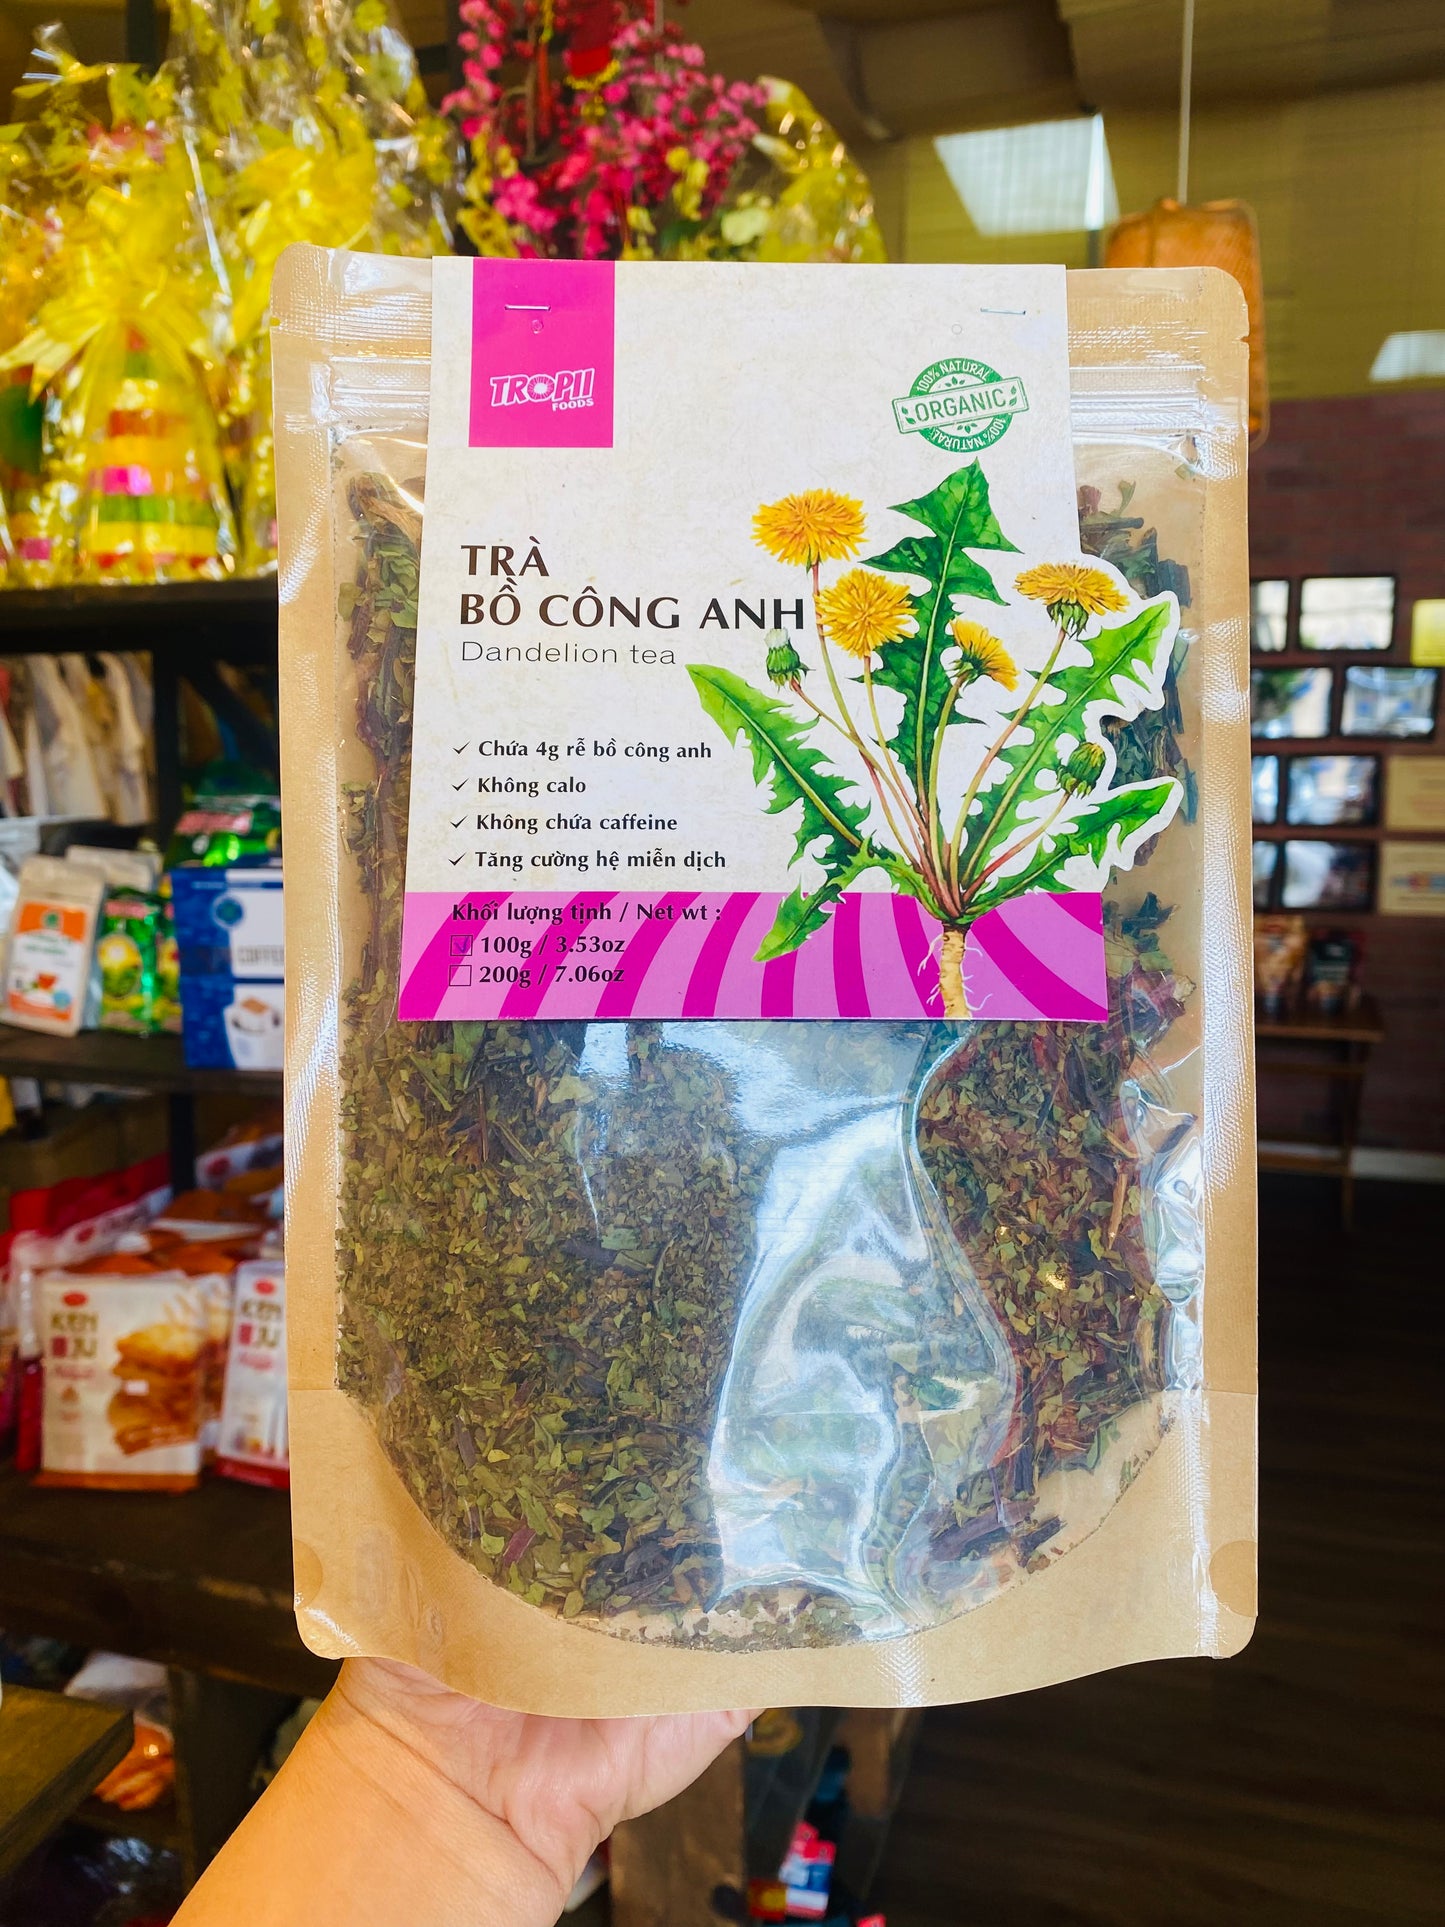 TROPII
FOODS
100% NATURAL
ORGANIC
100% NATURAL
TRÀ
BỒ CÔNG ANH
Dandelion tea
Chứa 4g rễ bồ công anh
Không calo
Không chứa caffeine
Tăng cường hệ miễn dịch
Khối lượng tịnh / Net wt :
100g / 3.53oz
200g / 7.06oz